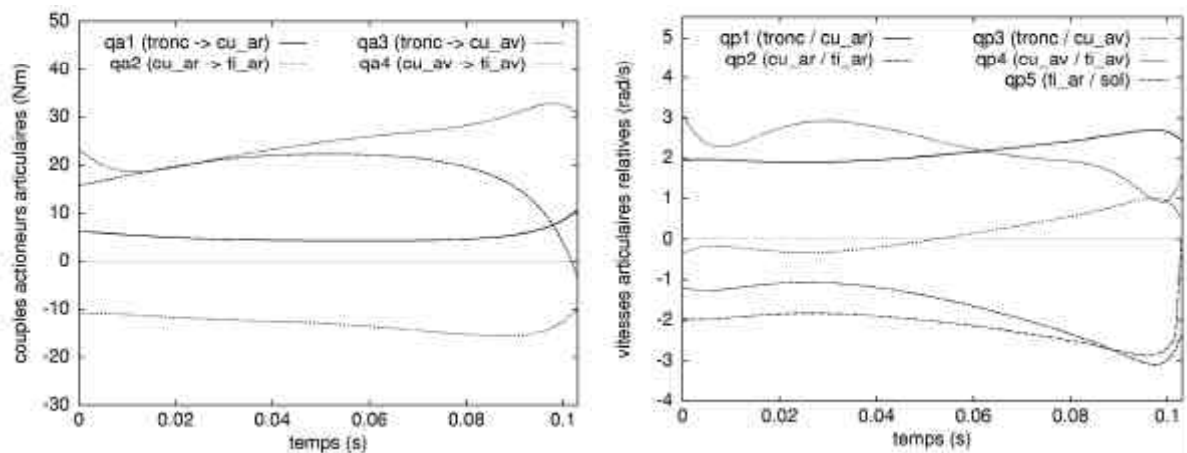 couples actioneurs articulaires (Nm)
50
40
30
20
10
0
-10
-20
-30
qa1 (tronc -> cu_ar)
qa2 (cu_ar -> ti_ar)
qa3 (tronc -> cu_av)
qa4 (cu_av -> ti_av)
0
0.02
0.04
0.06
0.08
0.1
temps (s)
vitesses articulaires relatives (rad/s)
5
4
3
2
1
0
-1
-2
-3
-4
qp1 (tronc / cu_ar)
qp2 (cu_ar / ti_ar)
qp3 (tronc / cu_av)
qp4 (cu_av / ti_av)
qp5 (ti_ar / sol)
0
0.02
0.04
0.06
0.08
0.1
temps (s)